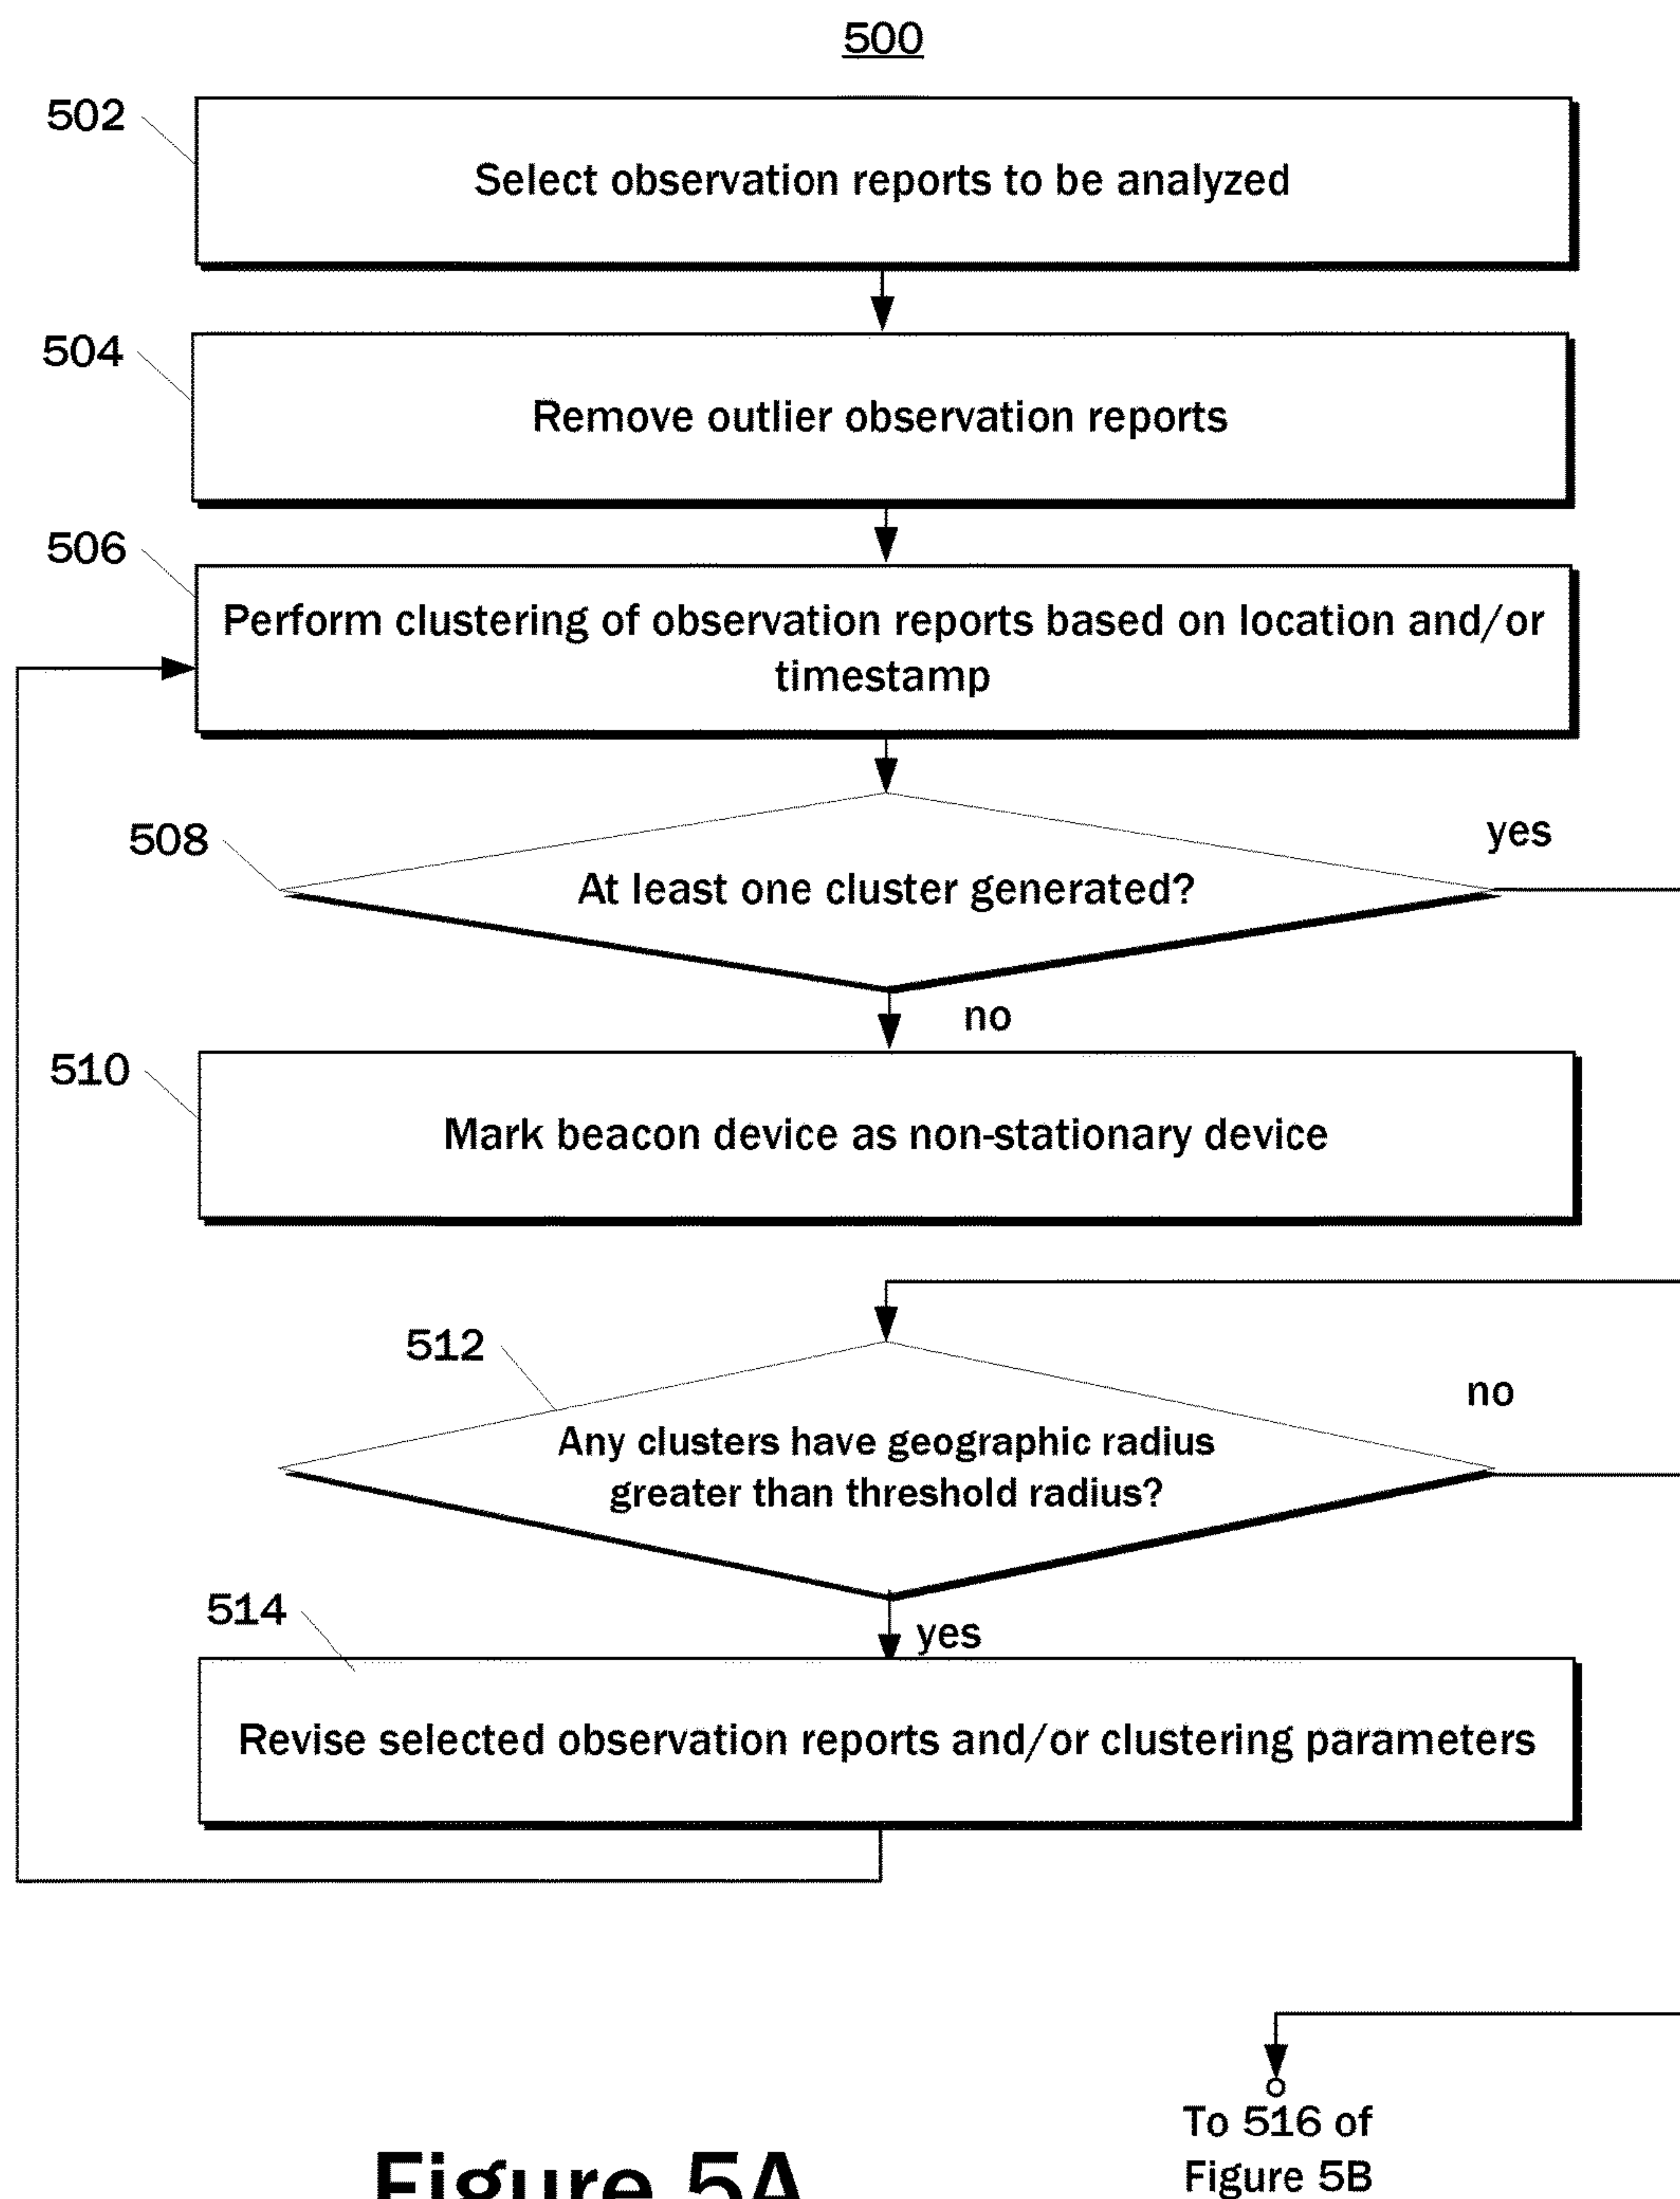 500
502
Select observation reports to be analyzed
504
Remove outlier observation reports
506
Perform clustering of observation reports based on location and/or
timestamp
508
At least one cluster generated?
yes
no
510
Mark beacon device as non-stationary device
512
Any clusters have geographic radius
greater than threshold radius?
no
yes
514
Revise selected observation reports and/or clustering parameters
To 516 of
Figure 5B
Figure 5A